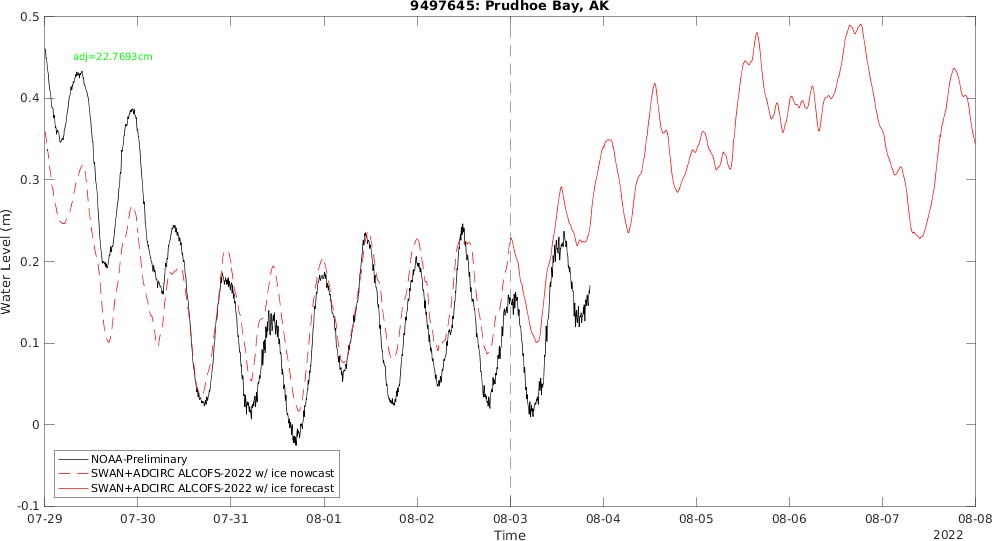 9497645: Prudhoe Bay, AK
adj=22.7693cm
0.5
0.4
0.3
0.2
0.1
0
-0.1
Water Level (m)
NOAA-Preliminary
SWAN+ADCIRC ALCOFS-2022 w/ ice nowcast
SWAN+ADCIRC ALCOFS-2022 w/ ice forecast
07-29 07-30 07-31 08-01 08-02 08-03 08-04 08-05 08-06 08-07 08-08
Time
2022